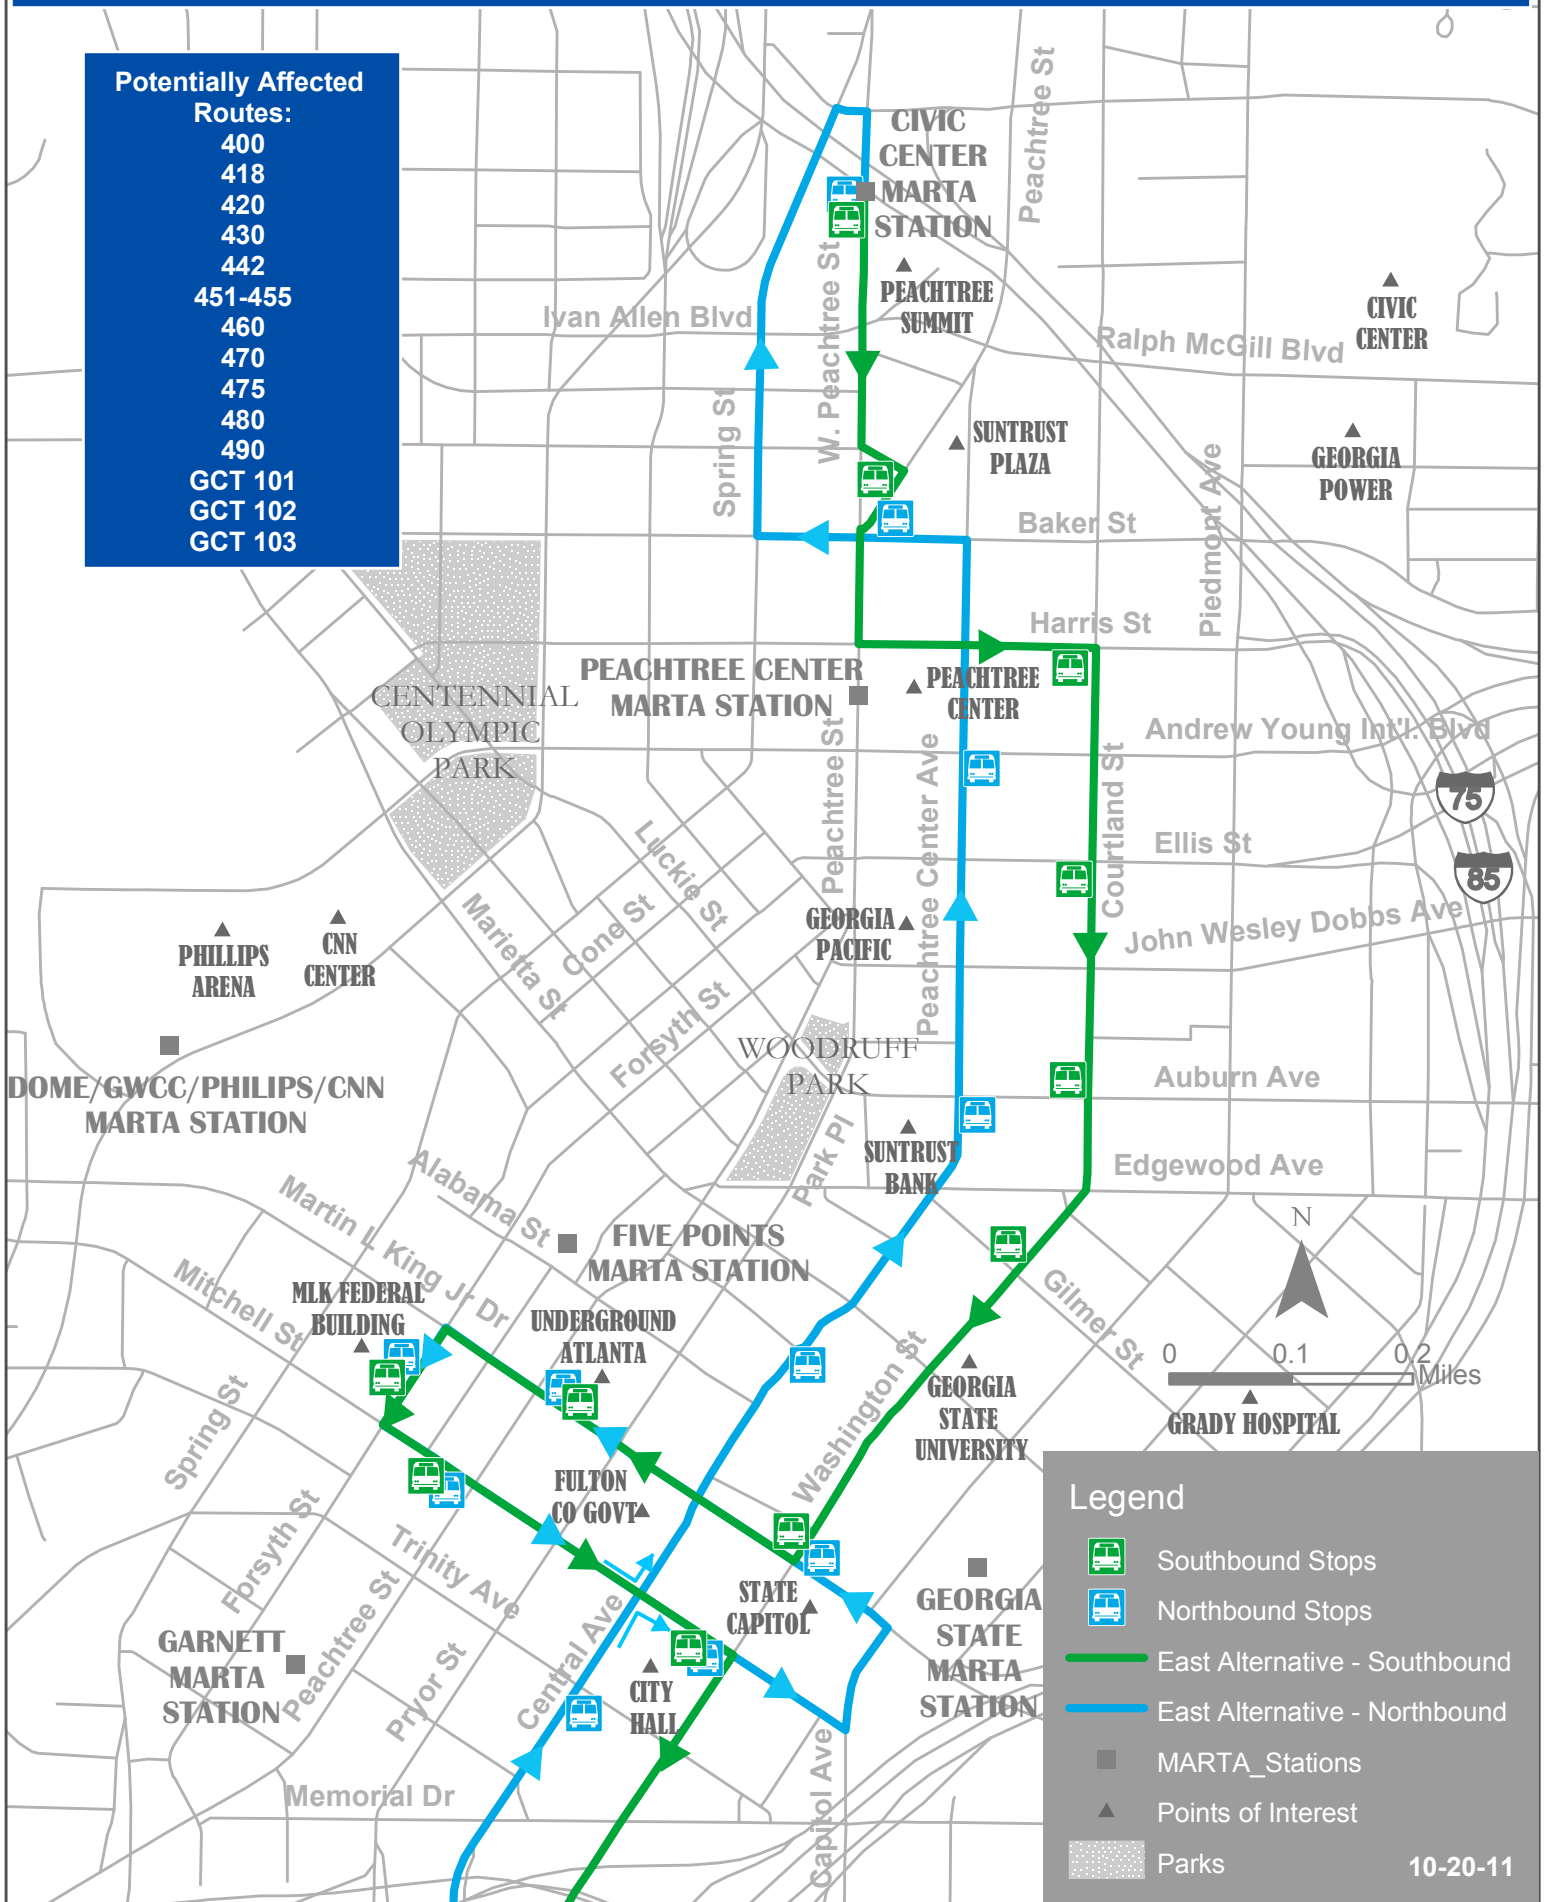 Potentially Affected
Routes:
400
418
420
430
442
451-455
460
470
475
480
490
GCT 101
GCT 102
GCT 103
Peachtree St
CIVIC
CENTER
MARTA
STATION
W. Peachtree St
PEACHTREE
SUMMIT
CIVIC
CENTER
Ivan Allen Blvd
Ralph McGill Blvd
Spring St
SUNTRUST
PLAZA
GEORGIA
POWER
Piedmont Ave
Baker St
Harris St
PEACHTREE CENTER
MARTA STATION
PEACHTREE
CENTER
CENTENNIAL
OLYMPIC
PARK
Andrew Young Int'l. Blvd
Peachtree St
Peachtree Center Ave
Courtland St
75
85
Ellis St
Luckie St
Cone St
Marietta St
Forsyth St
John Wesley Dobbs Ave
GEORGIA
PACIFIC
PHILLIPS
ARENA
CNN
CENTER
WOODRUFF
PARK
DOME/GWCC/PHILIPS/CNN
MARTA STATION
Auburn Ave
Park Pl
SUNTRUST
BANK
Edgewood Ave
Alabama St
Martin L King Jr Dr
Mitchell St
FIVE POINTS
MARTA STATION
N
MLK FEDERAL
BUILDING
UNDERGROUND
ATLANTA
Gilmer St
Washington St
0
0.1
0.2
Miles
GEORGIA
STATE
UNIVERSITY
GRADY HOSPITAL
Spring St
Forsyth St
FULTON
CO GOVT
Trinity Ave
Peachtree St
Pryor St
Central Ave
STATE
CAPITOL
GEORGIA
STATE
MARTA
STATION
GARNETT
MARTA
STATION
CITY
HALL
Memorial Dr
Capitol Ave
Legend
Southbound Stops
Northbound Stops
East Alternative - Southbound
East Alternative - Northbound
MARTA_Stations
Points of Interest
Parks
10-20-11